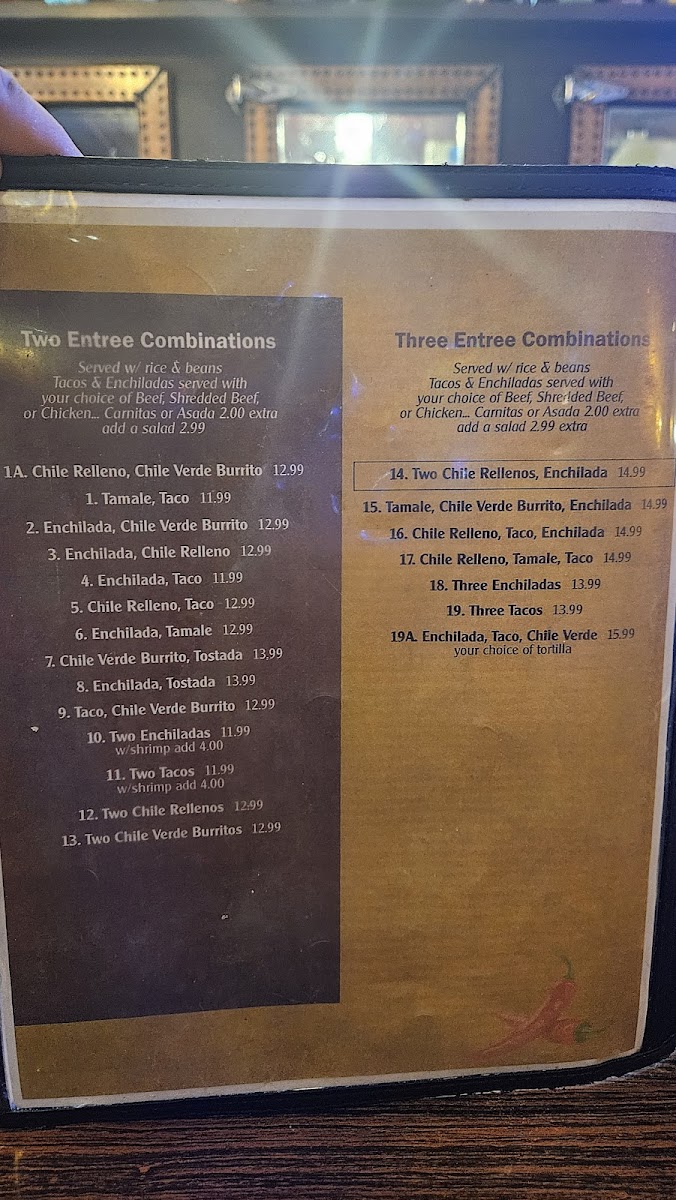 Two Entree Combinations
Served w/ rice & beans
Tacos & Enchiladas served with
your choice of Beef, Shredded Beef,
or Chicken... Carnitas or Asada 2.00 extra
add a salad 2.99
1A. Chile Relleno, Chile Verde Burrito 12.99
1. Tamale, Taco 11.99
2. Enchilada, Chile Verde Burrito 12.99
3. Enchilada, Chile Relleno 12.99
4. Enchilada, Taco 11.99
5. Chile Relleno, Taco 12.99
6. Enchilada, Tamale 12.99
7. Chile Verde Burrito, Tostada 13.99
8. Enchilada, Tostada 13.99
9. Taco, Chile Verde Burrito 12.99
10. Two Enchiladas 11.99
w/shrimp add 4.00
11. Two Tacos 11.99
w/shrimp add 4.00
12. Two Chile Rellenos 12.99
13. Two Chile Verde Burritos 12.99
Three Entree Combinations
Served w/ rice & beans
Tacos & Enchiladas served with
your choice of Beef, Shredded Beef,
or Chicken... Carnitas or Asada 2.00 extra
add a salad 2.99 extra
14. Two Chile Rellenos, Enchilada 14.99
15. Tamale, Chile Verde Burrito, Enchilada 14.99
16. Chile Relleno, Taco, Enchilada 14.99
17. Chile Relleno, Tamale, Taco 14.99
18. Three Enchiladas 13.99
19. Three Tacos 13.99
19A. Enchilada, Taco, Chile Verde 15.99
your choice of tortilla